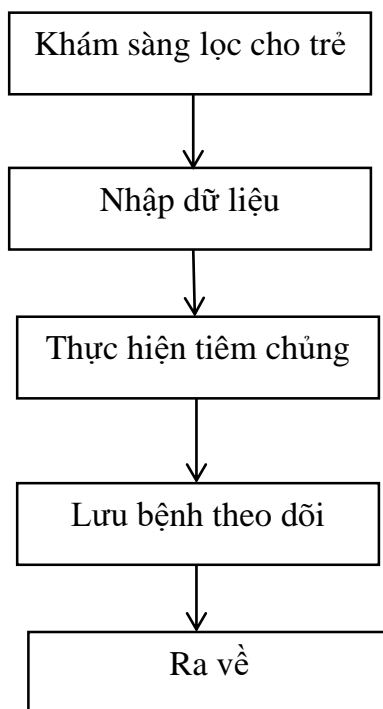 Khám sàng lọc cho trẻ
Nhập dữ liệu
Thực hiện tiêm chủng
Lưu bệnh theo dõi
Ra về